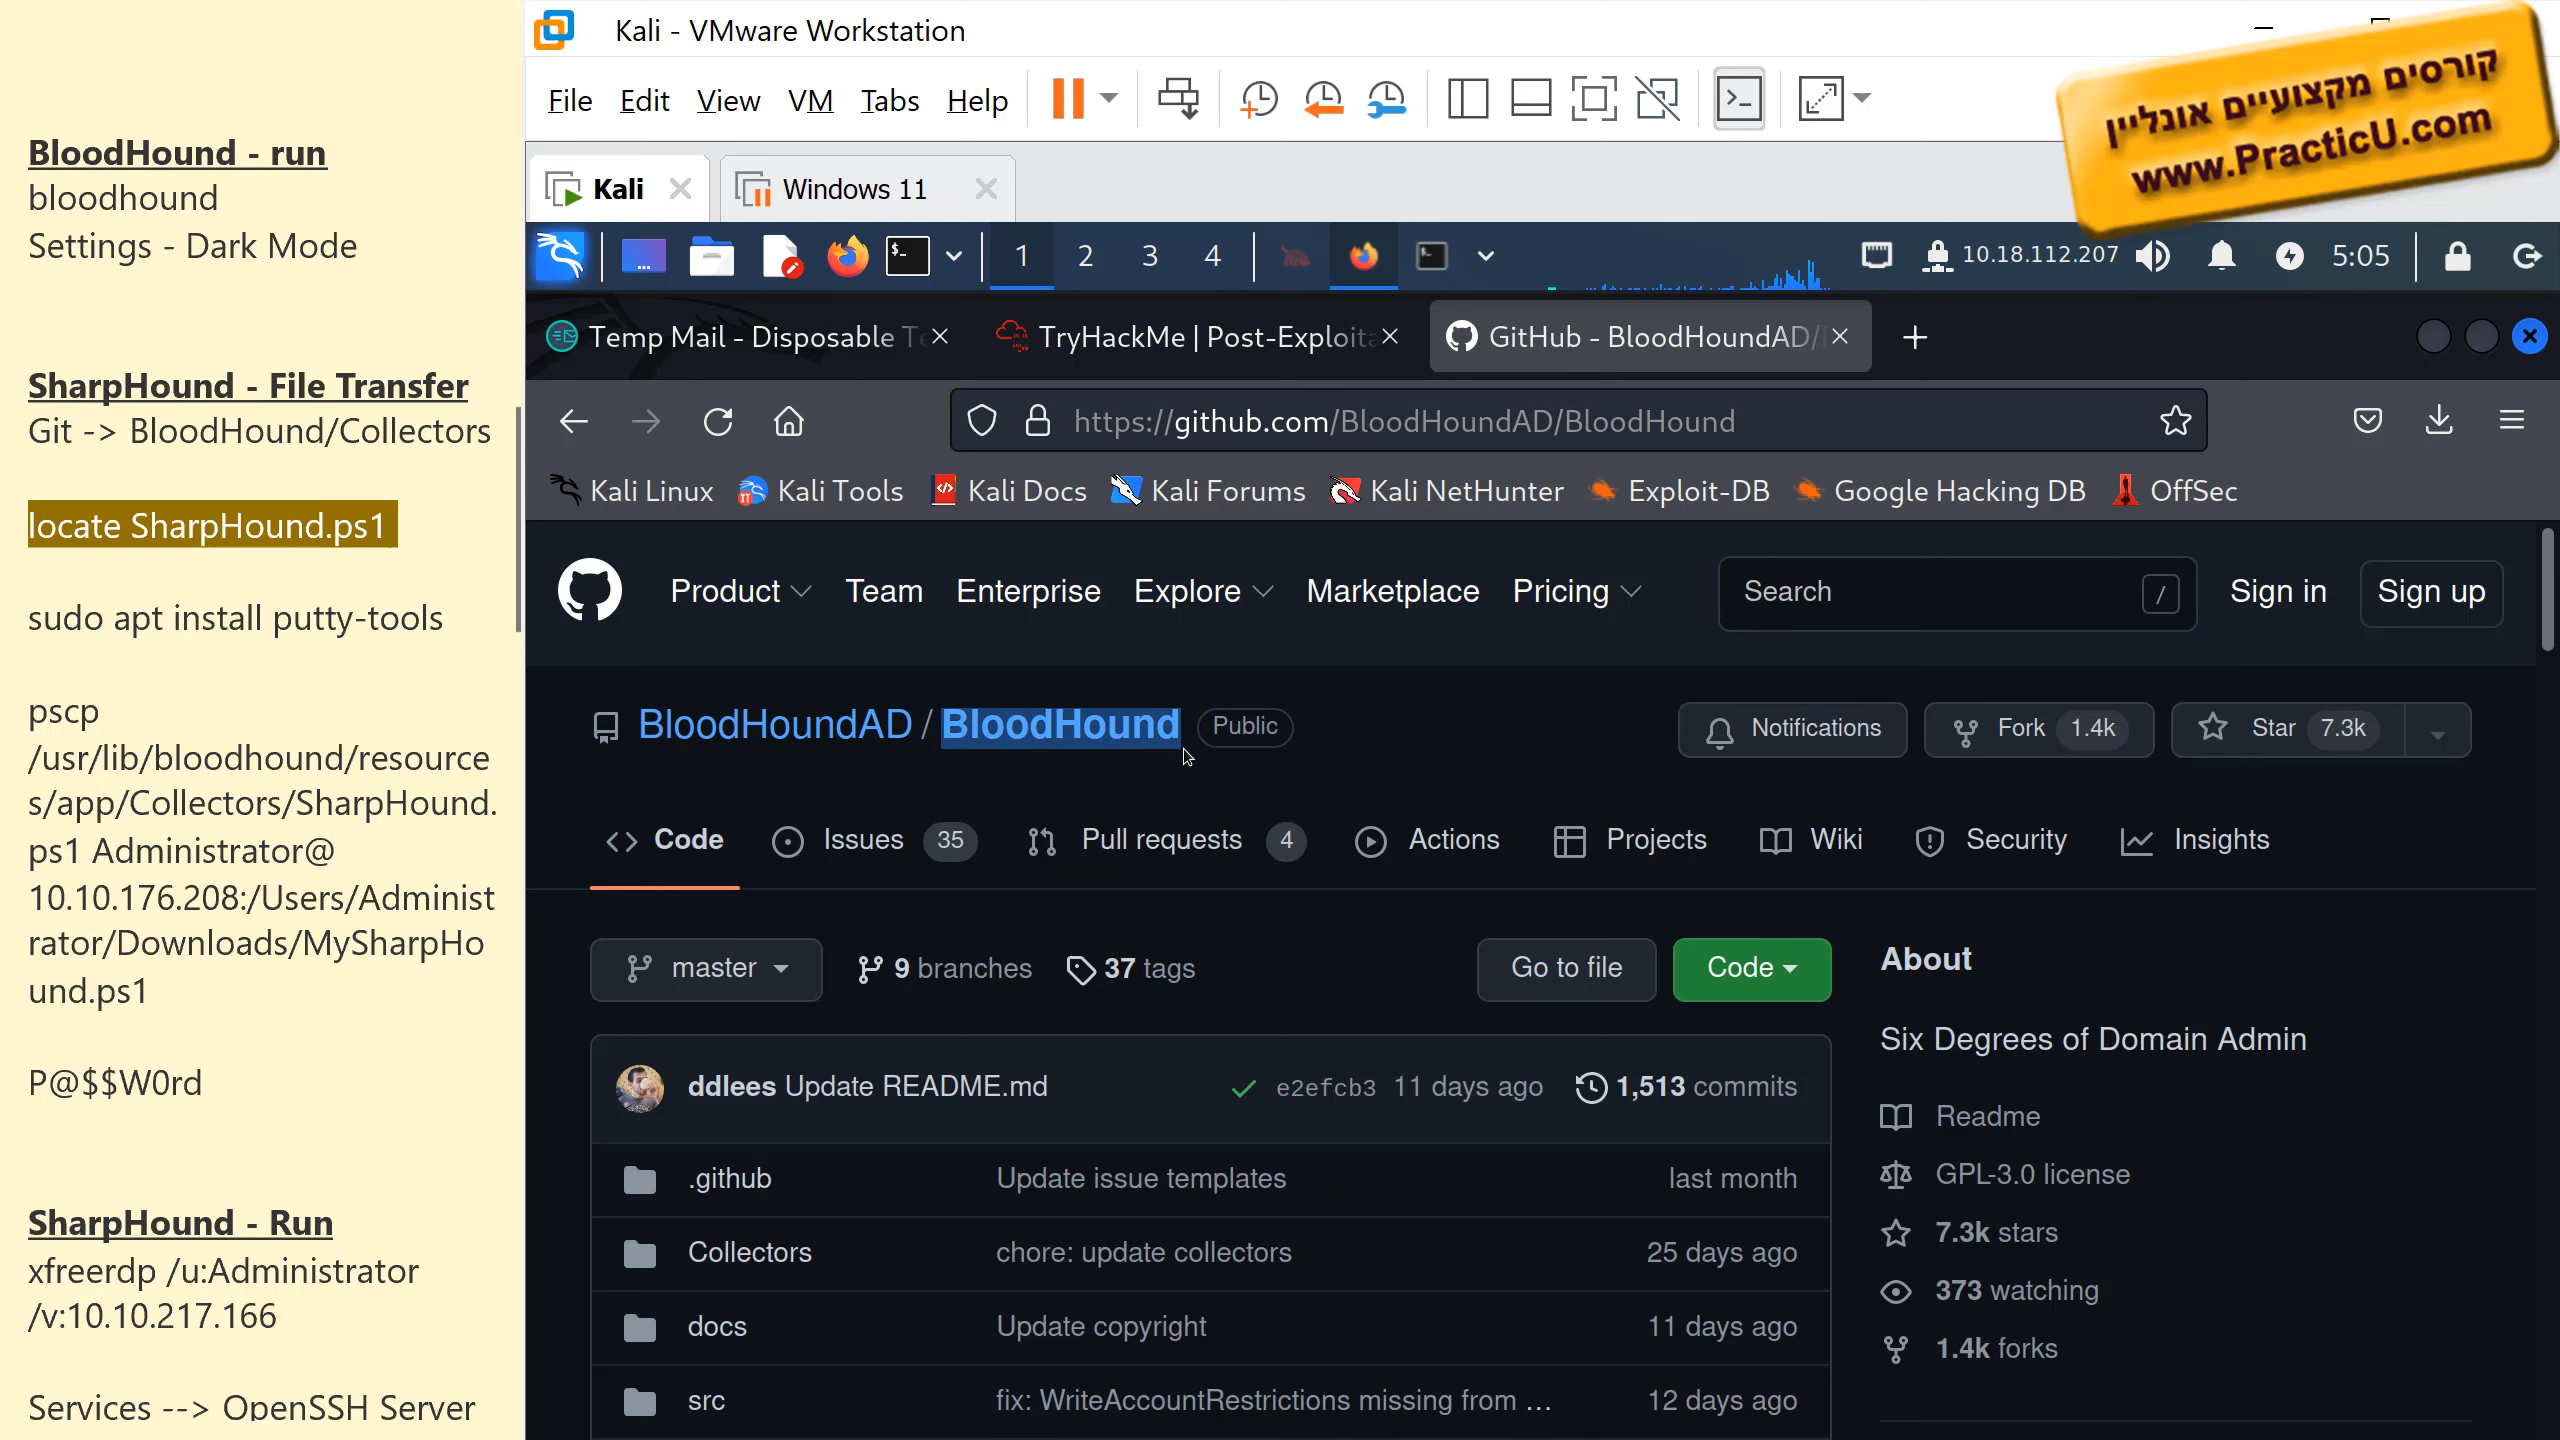 BloodHound - run
bloodhound
Settings - Dark Mode
SharpHound - File Transfer
Git -> BloodHound/Collectors
locate SharpHound.ps1
sudo apt install putty-tools
pscp
/usr/lib/bloodhound/resource
s/app/Collectors/SharpHound.
ps1 Administrator@
10.10.176.208:/Users/Administ
rator/Downloads/MySharpHo
und.ps1
P@$$W0rd
SharpHound - Run
xfreerdp /u:Administrator
/v:10.10.217.166
Services --> OpenSSH Server
Kali - VMware Workstation
File Edit View VM Tabs Help
קורסים מקצועיים אונליין
www.PracticU.com
Kali Windows 11
1 2 3 4 10.18.112.207 5:05
Temp Mail - Disposable Te TryHackMe | Post-Exploita GitHub - BloodHoundAD/
https://github.com/BloodHoundAD/BloodHound
Kali Linux Kali Tools Kali Docs Kali Forums Kali NetHunter Exploit-DB Google Hacking DB OffSec
Product Team Enterprise Explore Marketplace Pricing Search / Sign in Sign up
BloodHoundAD / BloodHound Public Notifications Fork 1.4k Star 7.3k
Code Issues 35 Pull requests 4 Actions Projects Wiki Security Insights
master 9 branches 37 tags Go to file Code
ddlees Update README.md e2efcb3 11 days ago 1,513 commits
.github Update issue templates last month
Collectors chore: update collectors 25 days ago
docs Update copyright 11 days ago
src fix: WriteAccountRestrictions missing from … 12 days ago
About
Six Degrees of Domain Admin
Readme
GPL-3.0 license
7.3k stars
373 watching
1.4k forks